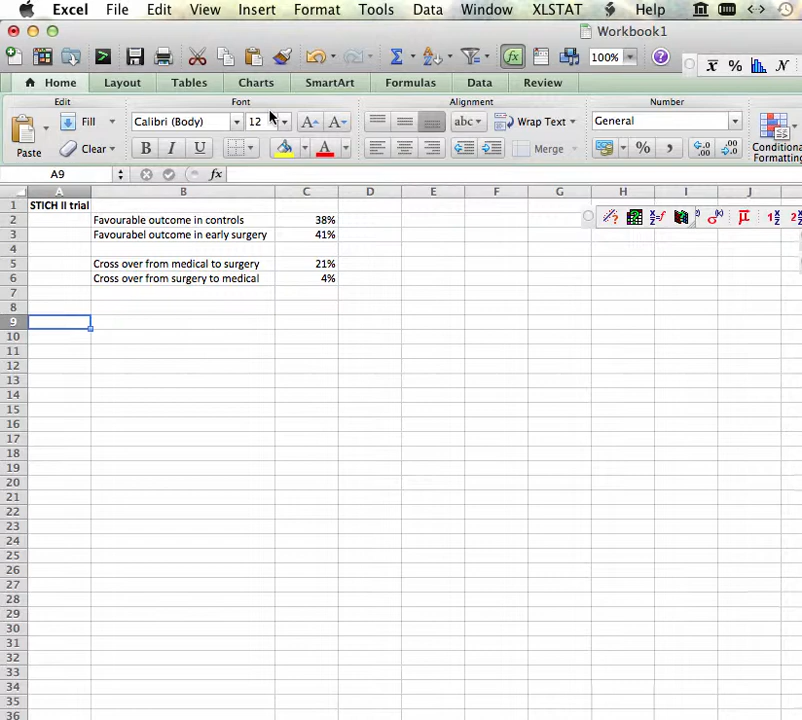 Excel File Edit View Insert Format Tools Data Window XLSTAT Help
Workbook1
100%
Home Layout Tables Charts SmartArt Formulas Data Review
Edit Font Alignment Number
Fill Calibri (Body) 12 A A abc Wrap Text General
Paste Clear B I U A Merge % Conditional Formatting
A9 fx
A B C D E F G H I J
1 STICH II trial
2 Favourable outcome in controls 38%
3 Favourabel outcome in early surgery 41%
4
5 Cross over from medical to surgery 21%
6 Cross over from surgery to medical 4%
7
8
9
10
11
12
13
14
15
16
17
18
19
20
21
22
23
24
25
26
27
28
29
30
31
32
33
34
35
36